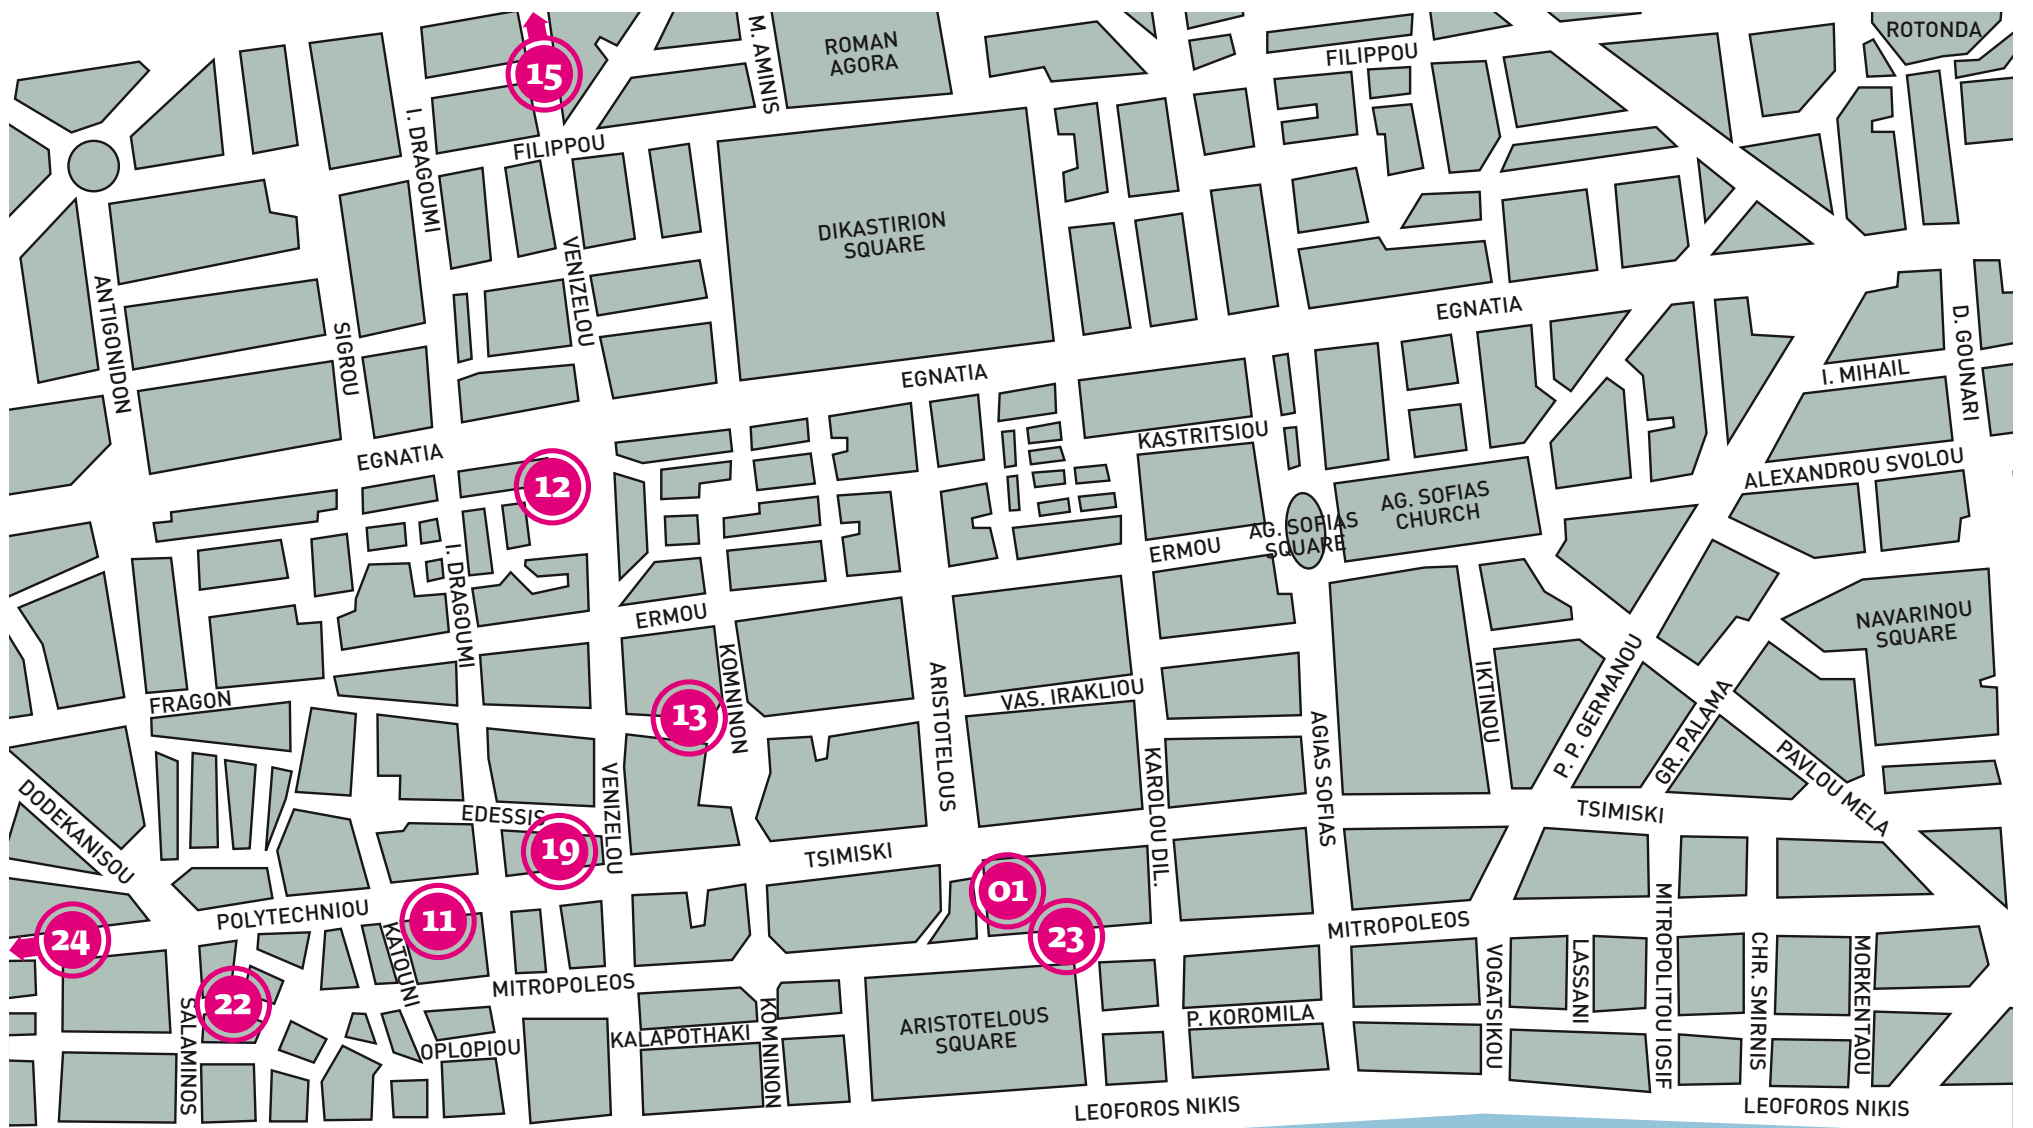 ROTONDA
M. AMINIS
ROMAN
AGORA
FILIPPOU
15
I. DRAGOUMI
FILIPPOU
DIKASTIRION
SQUARE
VENIZELOU
ANTIGONIDON
SIGROU
EGNATIA
D. GOUNARI
I. MIHAIL
EGNATIA
KASTRITSIOU
EGNATIA
ALEXANDROU SVOLOU
12
AG. SOFIAS
CHURCH
AG. SOFIAS
SQUARE
ERMOU
I. DRAGOUMI
ERMOU
NAVARINOU
SQUARE
KOMNINON
ARISTOTELOUS
VAS. IRAKLIOU
IKTINOU
P. P. GERMANOU
GR. PALAMA
FRAGON
13
AGIAS SOFIAS
KAROLOU DIL.
PAVLOU MELA
DODEKANISOU
VENIZELOU
EDESSIS
TSIMISKI
19
TSIMISKI
01
POLYTECHNIOU
11
MITROPOLEOS
24
KATOUNI
23
MITROPOLITOU IOSIF
VOGATSIKOU
LASSANI
CHR. SMIRNIS
MORKENTAOU
MITROPOLEOS
22
SALAMINOS
KOMNINON
P. KOROMILA
ARISTOTELOUS
SQUARE
KALAPOTHAKI
OPLOPIOU
LEOFOROS NIKIS
LEOFOROS NIKIS